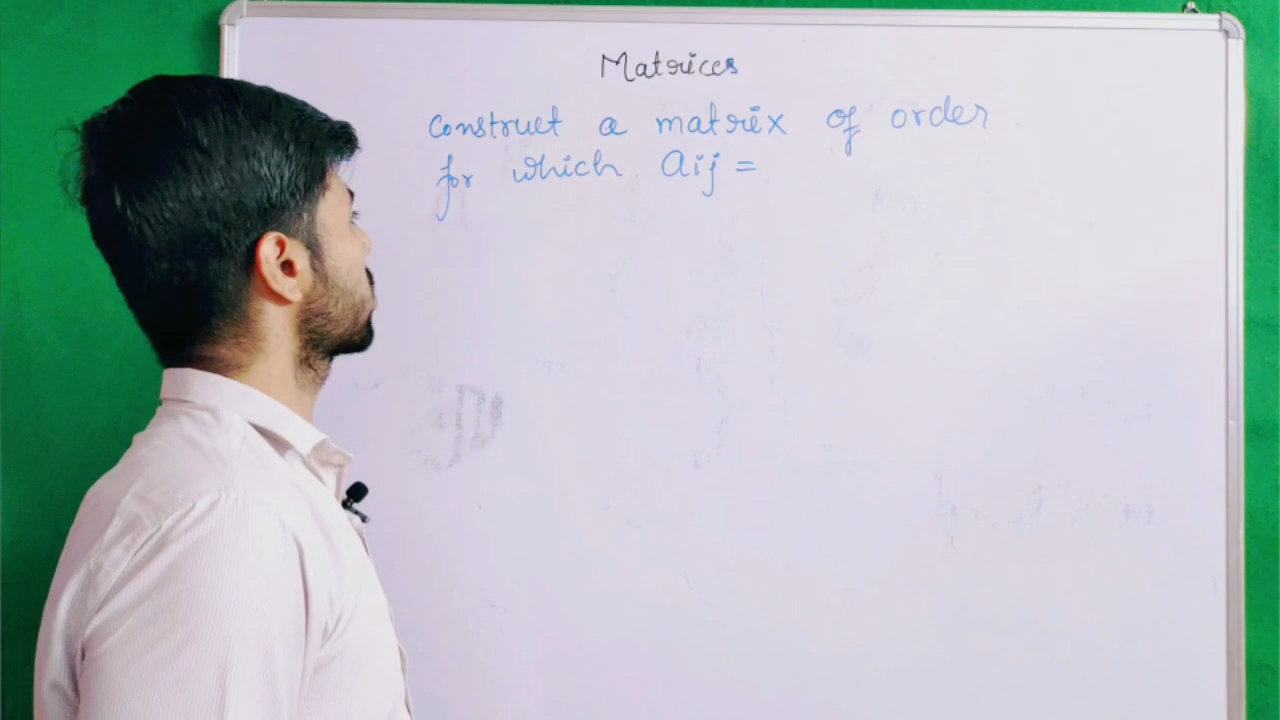 Matrices
Construct a matrix of order
for which aij =